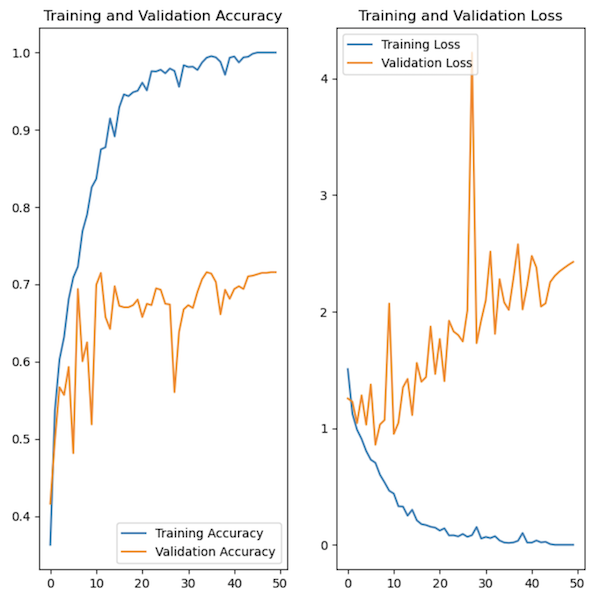 Training and Validation Accuracy
1.0
0.9
0.8
0.7
0.6
0.5
0.4
Training Accuracy
Validation Accuracy
0 10 20 30 40 50
Training and Validation Loss
Training Loss
Validation Loss
4
3
2
1
0
0 10 20 30 40 50